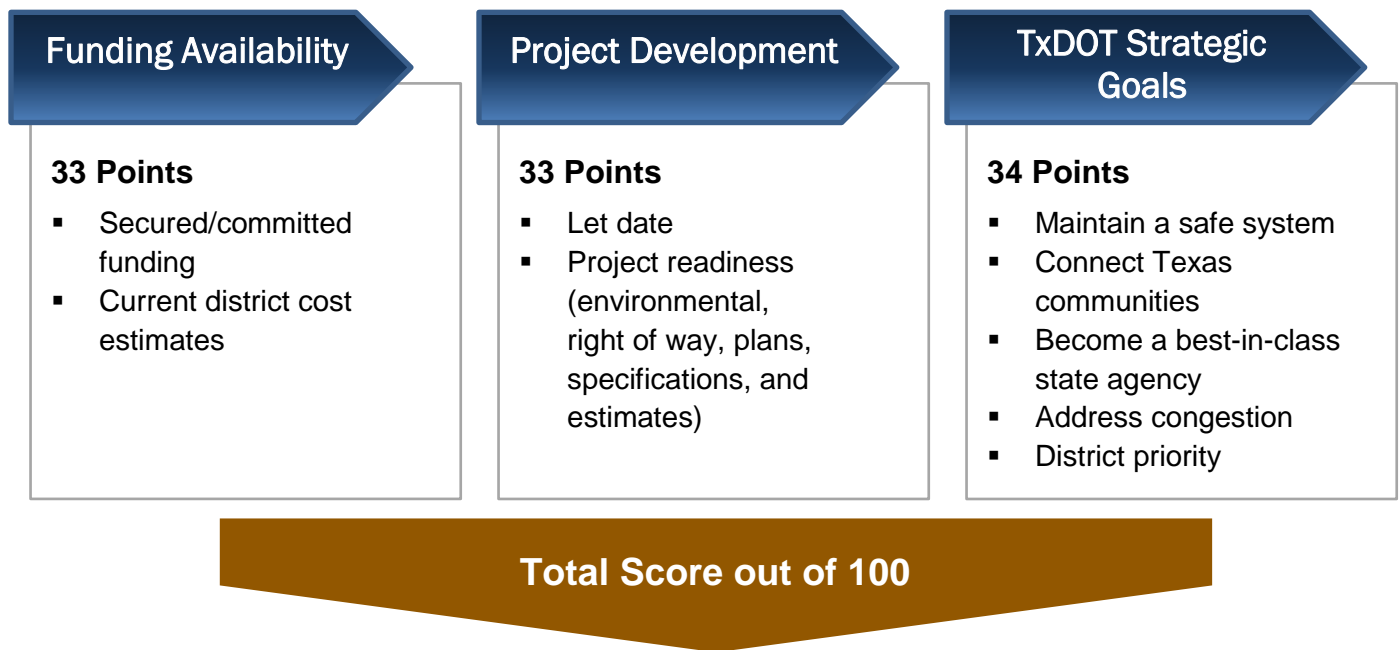 Funding Availability
33 Points
▪ Secured/committed
funding
▪ Current district cost
estimates
Project Development
33 Points
▪ Let date
▪ Project readiness
(environmental,
right of way, plans,
specifications, and
estimates)
TxDOT Strategic
Goals
34 Points
▪ Maintain a safe system
▪ Connect Texas
communities
▪ Become a best-in-class
state agency
▪ Address congestion
▪ District priority
Total Score out of 100